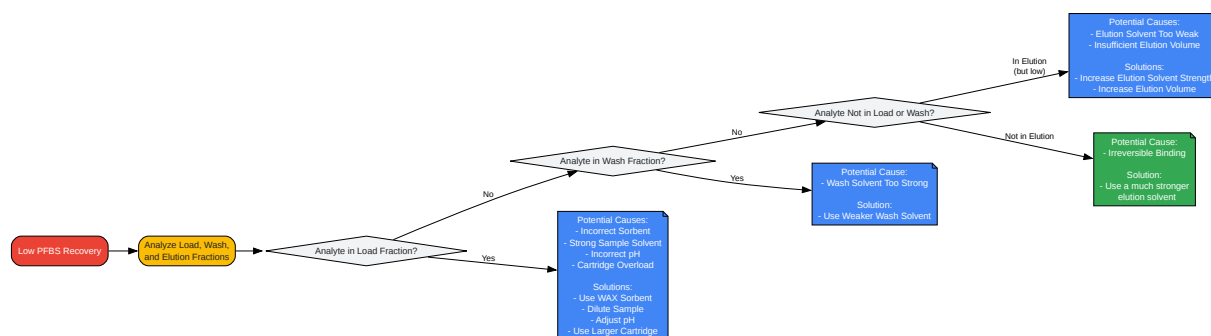 Low PFBS Recovery
Analyze Load, Wash,
and Elution Fractions
Analyte in Load Fraction?
No
Yes
Potential Causes:
- Incorrect Sorbent
- Strong Sample Solvent
- Incorrect pH
- Cartridge Overload
Solutions:
- Use WAX Sorbent
- Dilute Sample
- Adjust pH
- Use Larger Cartridge
Analyte in Wash Fraction?
No
Yes
Potential Cause:
- Wash Solvent Too Strong
Solution:
- Use Weaker Wash Solvent
Analyte Not in Load or Wash?
In Elution
(but low)
Not in Elution
Potential Causes:
- Elution Solvent Too Weak
- Insufficient Elution Volume
Solutions:
- Increase Elution Solvent Strength
- Increase Elution Volume
Potential Cause:
- Irreversible Binding
Solution:
- Use a much stronger
elution solvent